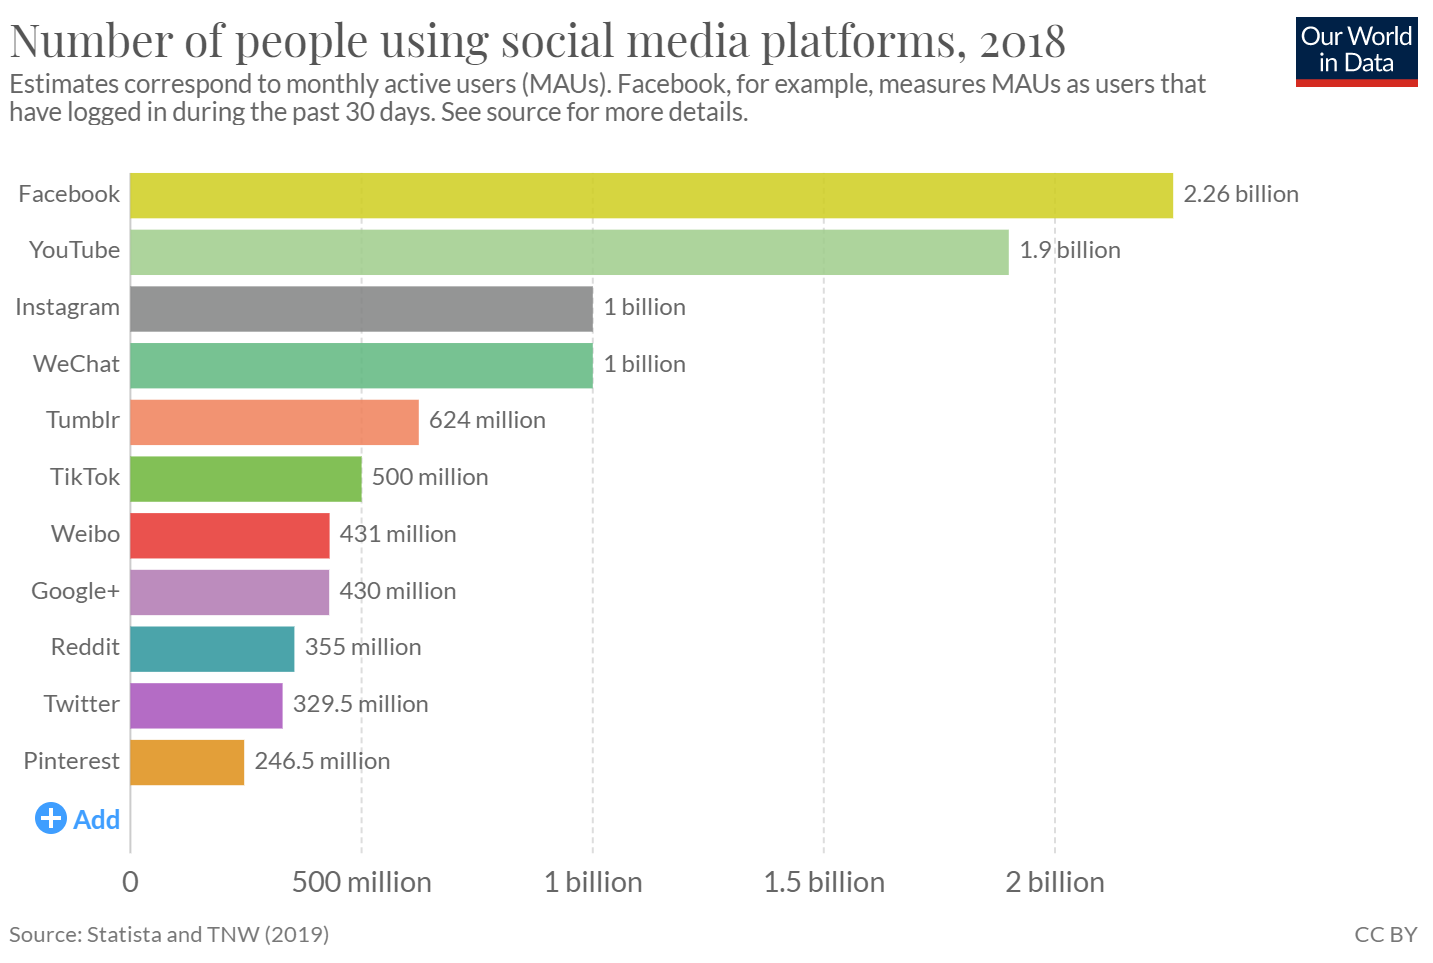 Number of people using social media platforms, 2018
Our World
in Data
Estimates correspond to monthly active users (MAUs). Facebook, for example, measures MAUs as users that
have logged in during the past 30 days. See source for more details.
Facebook 2.26 billion
YouTube 1.9 billion
Instagram 1 billion
WeChat 1 billion
Tumblr 624 million
TikTok 500 million
Weibo 431 million
Google+ 430 million
Reddit 355 million
Twitter 329.5 million
Pinterest 246.5 million
Add
0 500 million 1 billion 1.5 billion 2 billion
Source: Statista and TNW (2019) CC BY